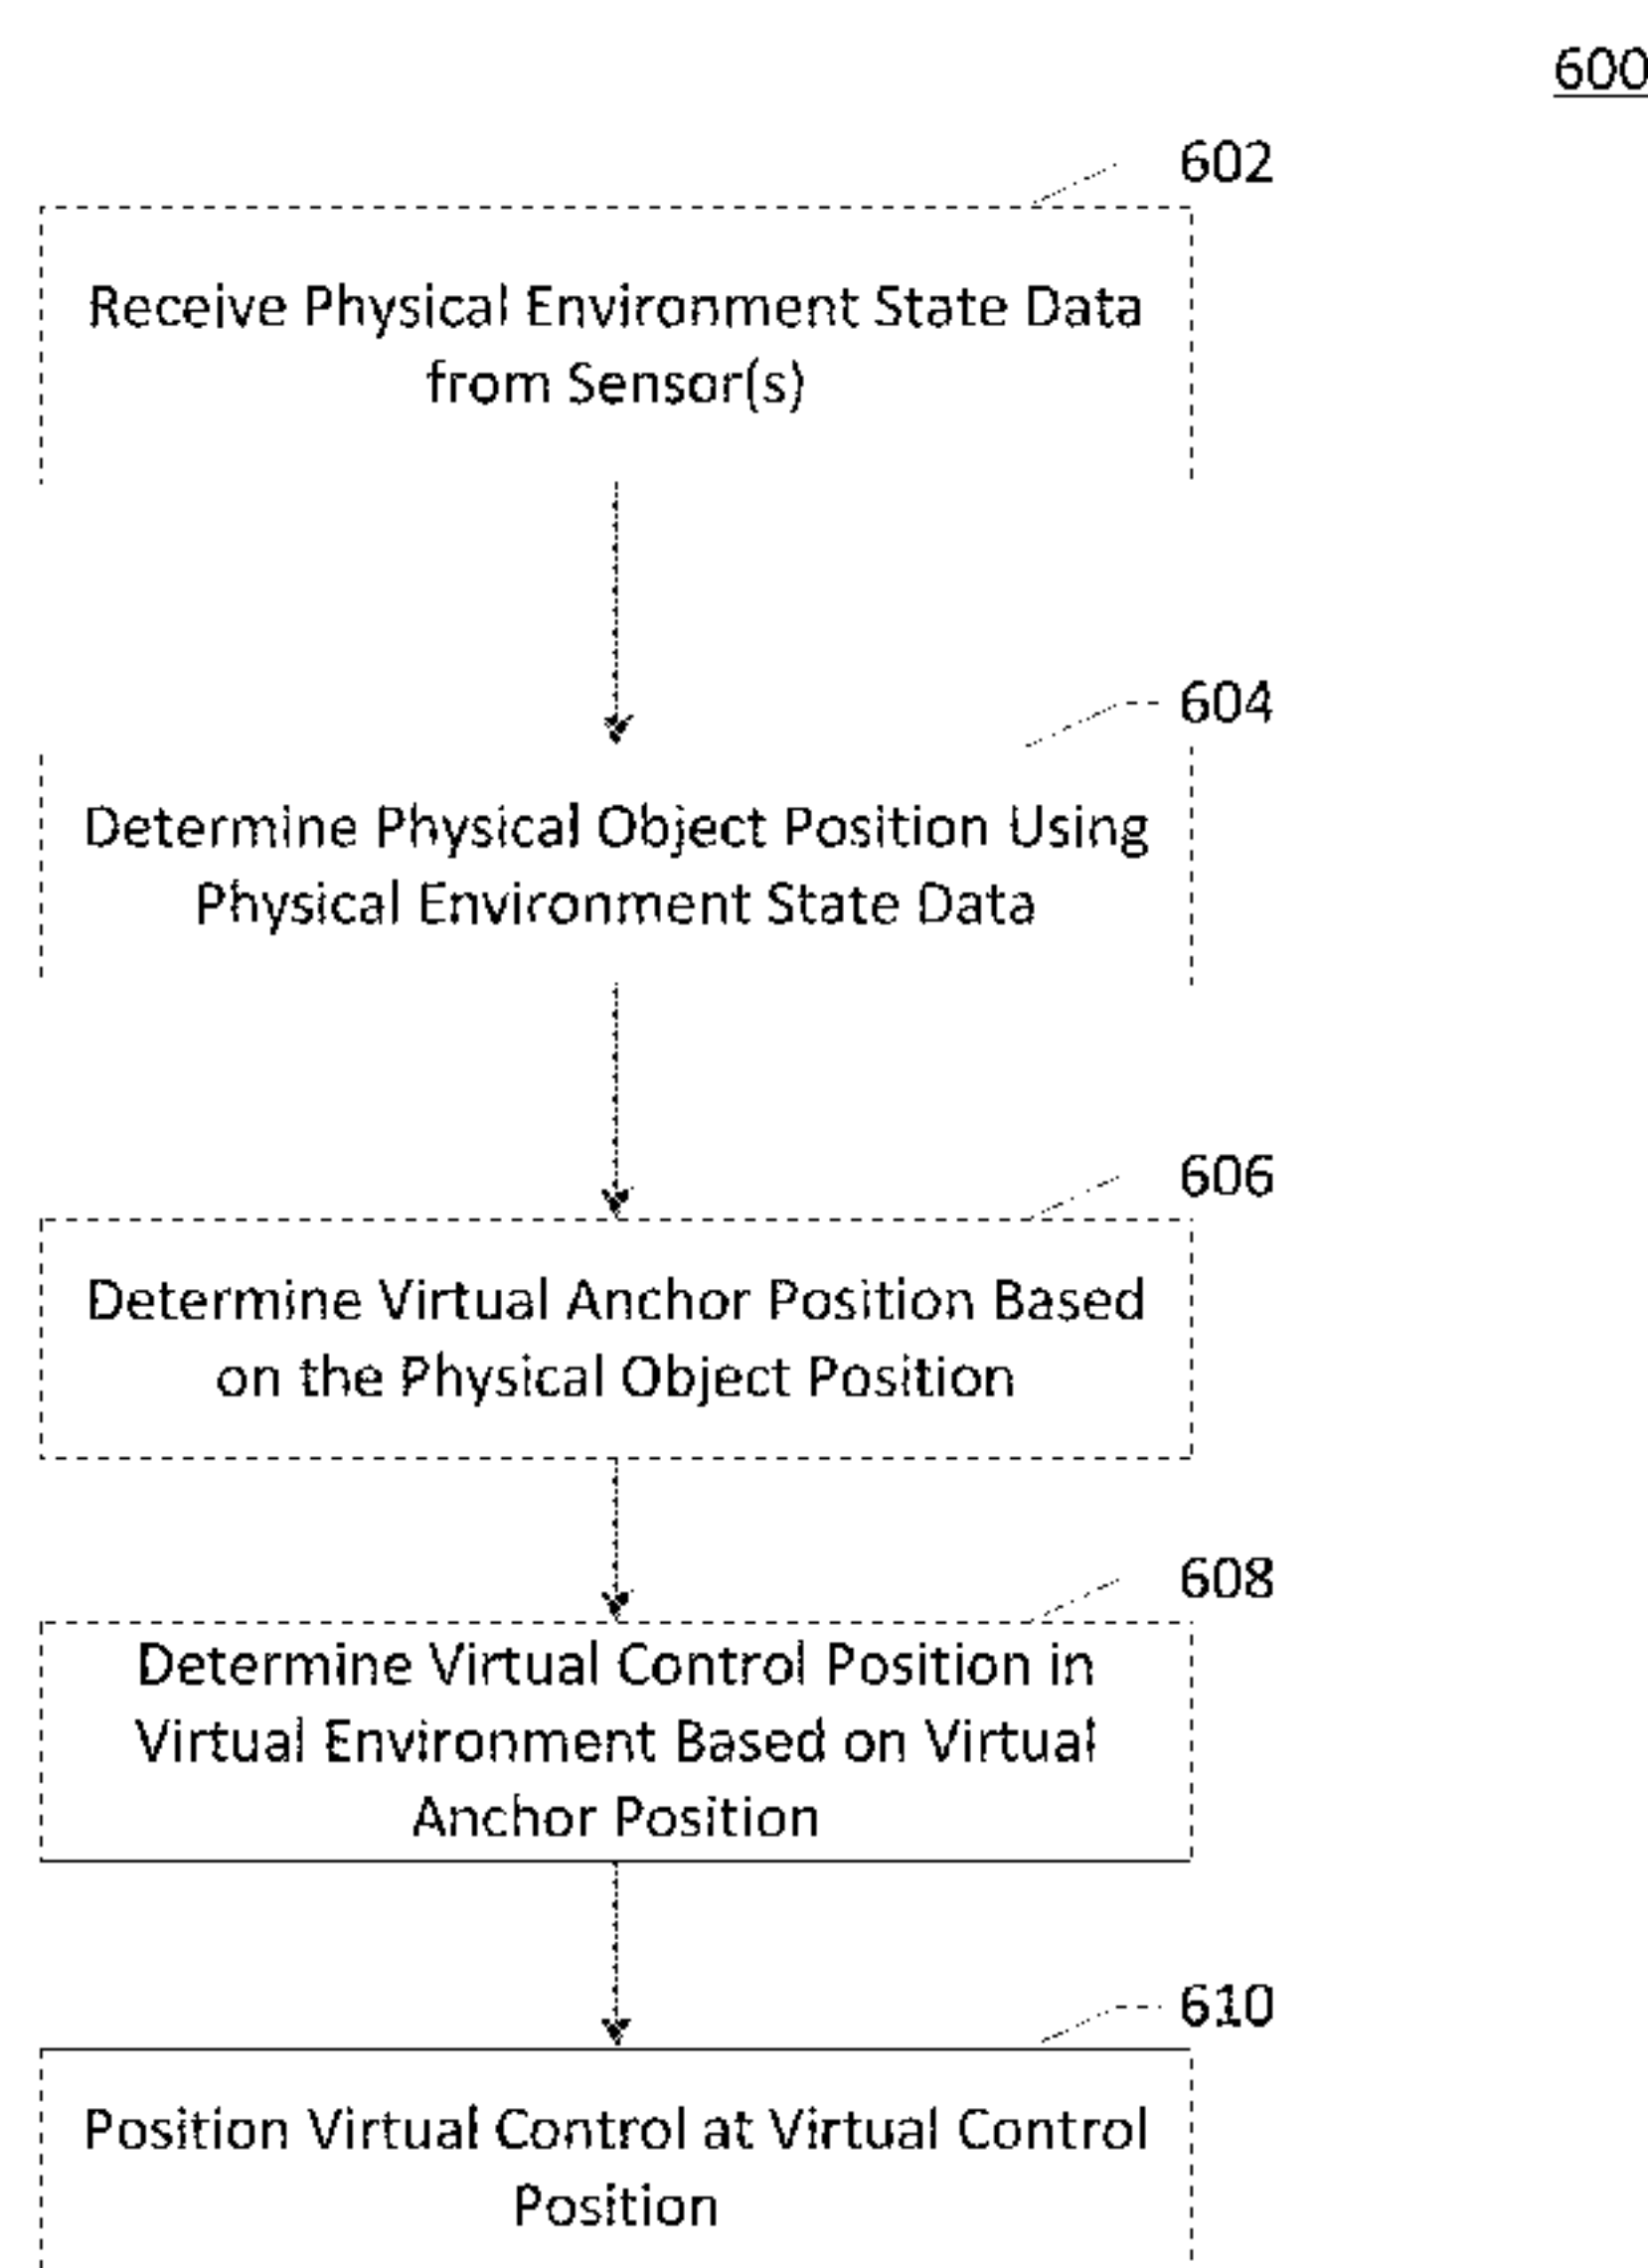 600
602
Receive Physical Environment State Data
from Sensor(s)
604
Determine Physical Object Position Using
Physical Environment State Data
606
Determine Virtual Anchor Position Based
on the Physical Object Position
608
Determine Virtual Control Position in
Virtual Environment Based on Virtual
Anchor Position
610
Position Virtual Control at Virtual Control
Position